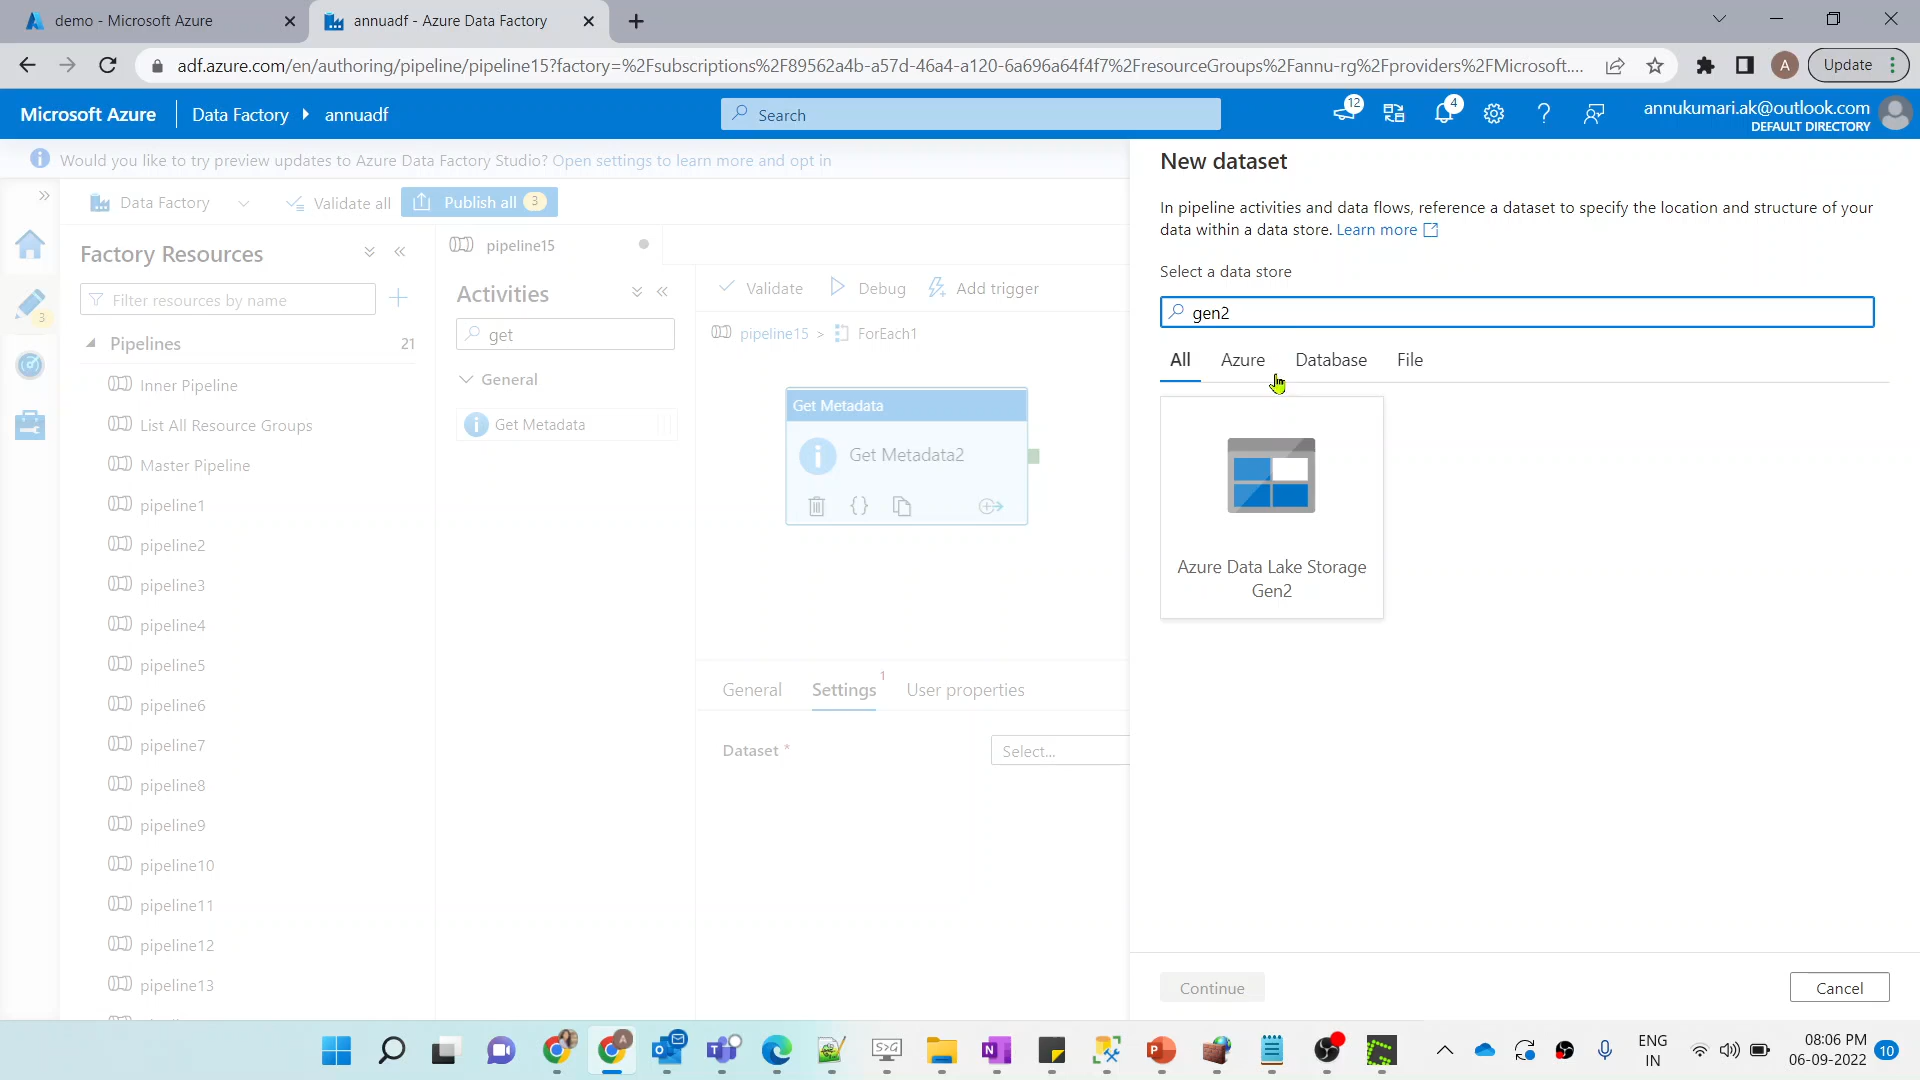 demo - Microsoft Azure
annuadf - Azure Data Factory
adf.azure.com/en/authoring/pipeline/pipeline15?factory=%2Fsubscriptions%2F89562a4b-a57d-46a4-a120-6a696a64f4f7%2FresourceGroups%2Fannu-rg%2Fproviders%2FMicrosoft....
A
Update
Microsoft Azure
Data Factory
annuadf
Search
12
4
annukumari.ak@outlook.com
DEFAULT DIRECTORY
Would you like to try preview updates to Azure Data Factory Studio? Open settings to learn more and opt in
Data Factory
Validate all
Publish all 3
3
Factory Resources
Filter resources by name
Pipelines 21
Inner Pipeline
List All Resource Groups
Master Pipeline
pipeline1
pipeline2
pipeline3
pipeline4
pipeline5
pipeline6
pipeline7
pipeline8
pipeline9
pipeline10
pipeline11
pipeline12
pipeline13
pipeline15
Activities
get
General
Get Metadata
Validate
Debug
Add trigger
pipeline15 > ForEach1
Get Metadata
Get Metadata2
General
Settings 1
User properties
Dataset *
Select...
New dataset
In pipeline activities and data flows, reference a dataset to specify the location and structure of your
data within a data store. Learn more
Select a data store
gen2
All
Azure
Database
File
Azure Data Lake Storage
Gen2
Continue
Cancel
ENG
IN
08:06 PM
06-09-2022
10